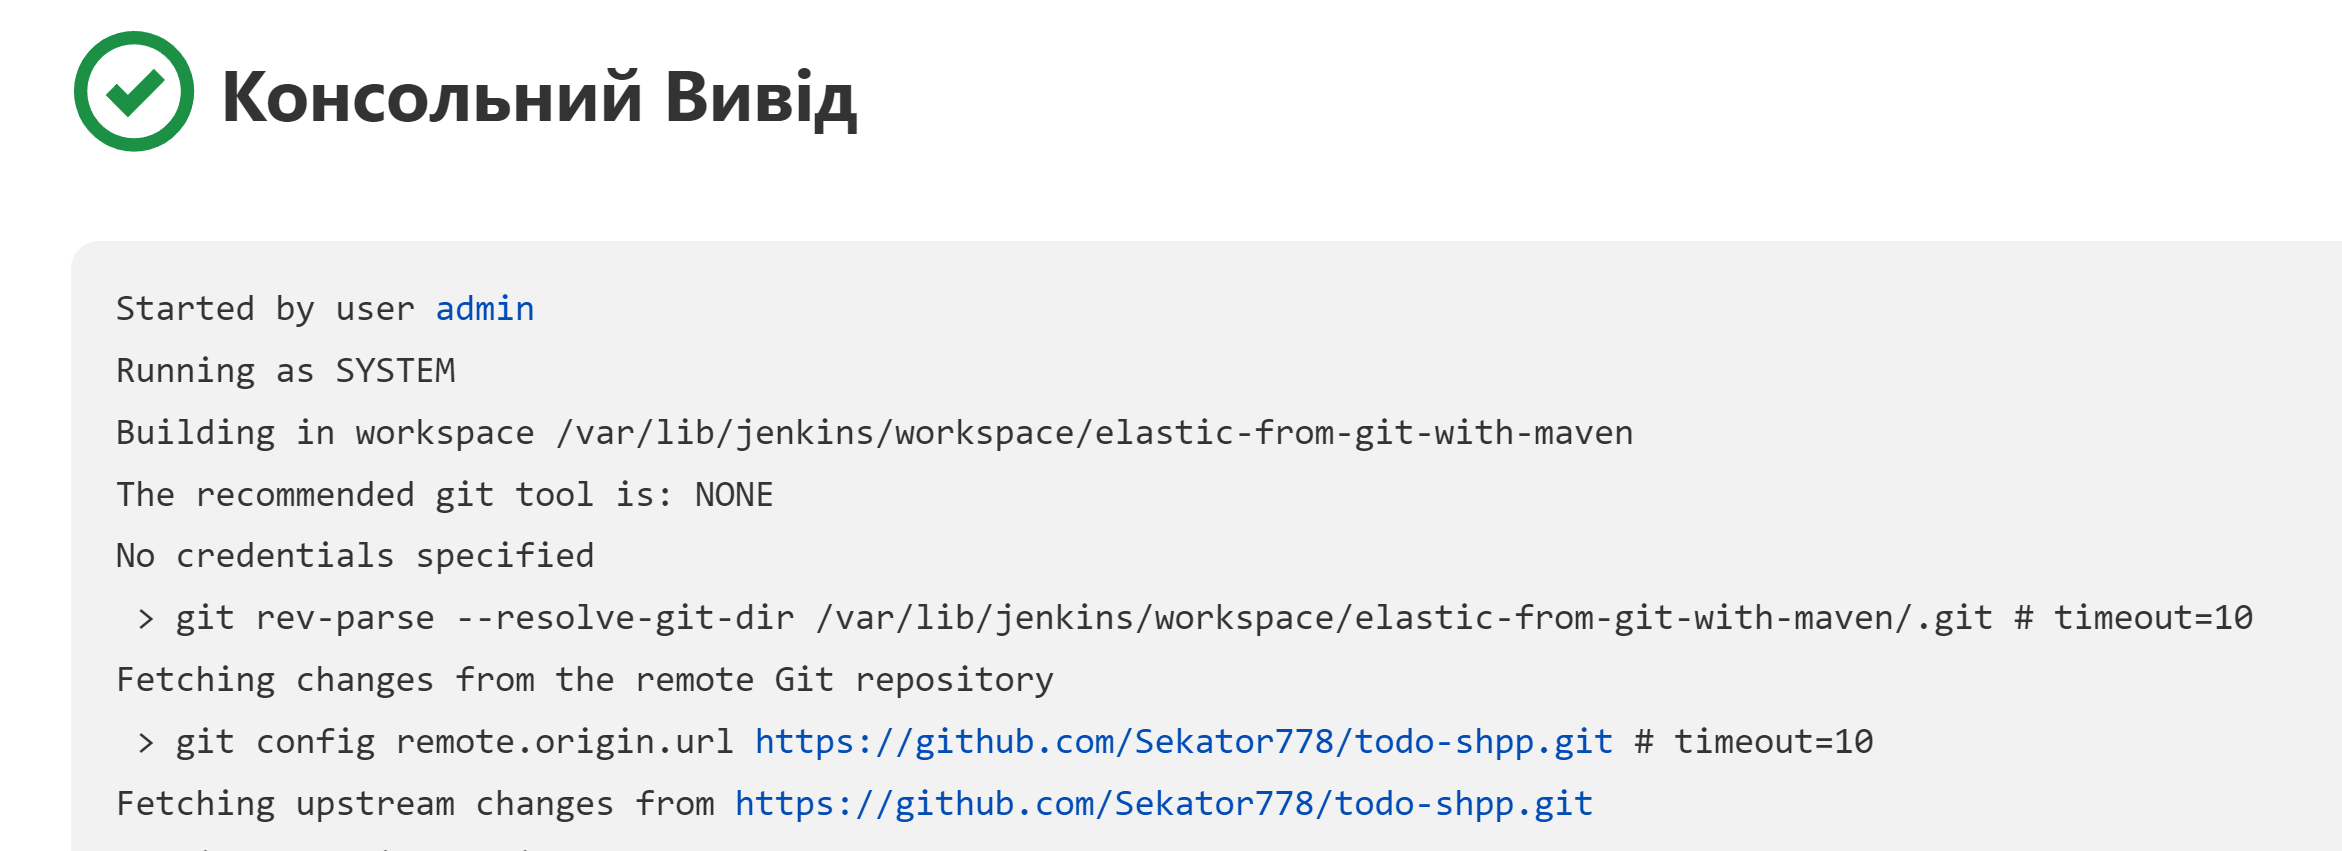 Консольний Вивід
Started by user admin
Running as SYSTEM
Building in workspace /var/lib/jenkins/workspace/elastic-from-git-with-maven
The recommended git tool is: NONE
No credentials specified
 > git rev-parse --resolve-git-dir /var/lib/jenkins/workspace/elastic-from-git-with-maven/.git # timeout=10
Fetching changes from the remote Git repository
 > git config remote.origin.url https://github.com/Sekator778/todo-shpp.git # timeout=10
Fetching upstream changes from https://github.com/Sekator778/todo-shpp.git